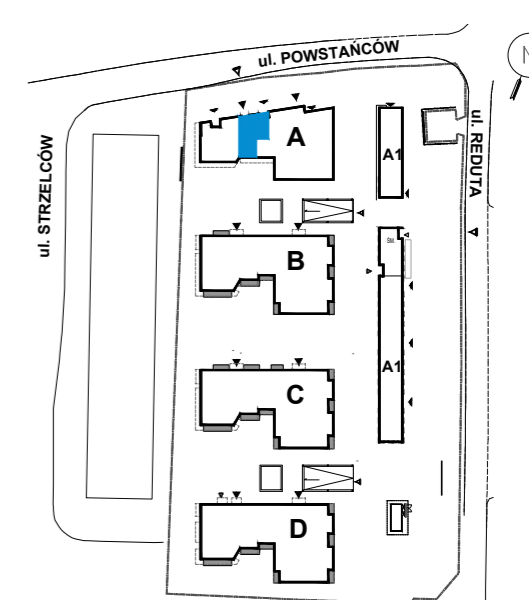 ul. POWSTAŃCÓW
N
ul. STRZELCÓW
ul. REDUTA
A
A1
B
A1
C
D